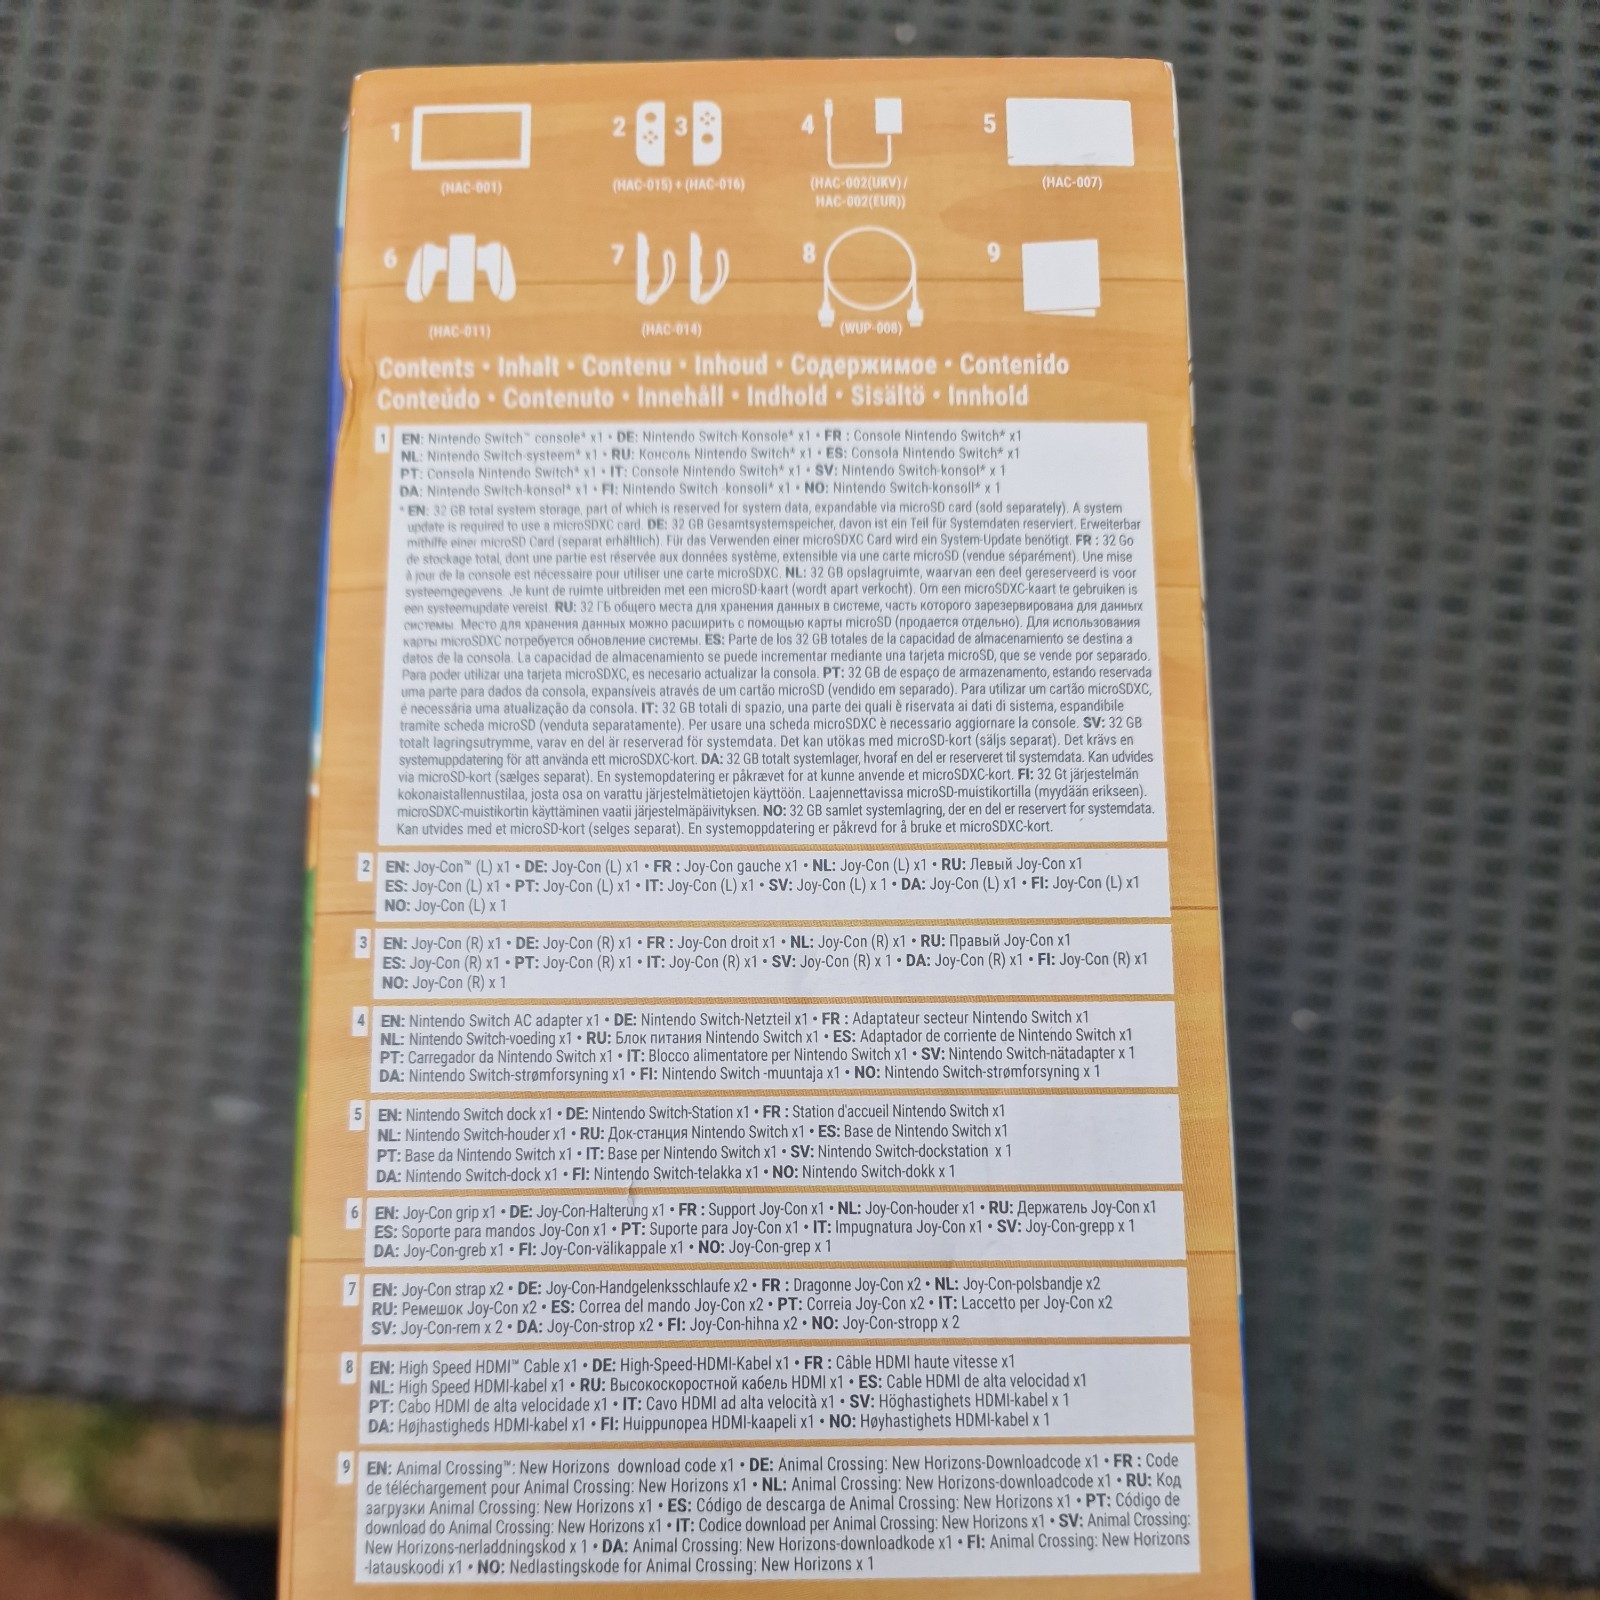 1
2
3
4
5
(HAC-001)
(HAC-015) + (HAC-016)
(HAC-002(UKV) /
HAC-002(EUR))
(HAC-007)
6
7
8
9
(HAC-011)
(HAC-014)
(WUP-008)
Contents • Inhalt • Contenu • Inhoud • Содержимое • Contenido
Conteúdo • Contenuto • Innehåll • Indhold • Sisältö • Innhold
1 EN: Nintendo Switch™ console* x1 • DE: Nintendo Switch-Konsole* x1 • FR : Console Nintendo Switch* x1
NL: Nintendo Switch-systeem* x1 • RU: Консоль Nintendo Switch* x1 • ES: Consola Nintendo Switch* x1
PT: Consola Nintendo Switch* x1 • IT: Console Nintendo Switch* x1 • SV: Nintendo Switch-konsol* x 1
DA: Nintendo Switch-konsol* x1 • FI: Nintendo Switch -konsoli* x1 • NO: Nintendo Switch-konsoll* x 1
* EN: 32 GB total system storage, part of which is reserved for system data, expandable via microSD card (sold separately). A system
update is required to use a microSDXC card. DE: 32 GB Gesamtsystemspeicher, davon ist ein Teil für Systemdaten reserviert. Erweiterbar
mithilfe einer microSD Card (separat erhältlich). Für das Verwenden einer microSDXC Card wird ein System-Update benötigt. FR : 32 Go
de stockage total, dont une partie est réservée aux données système, extensible via une carte microSD (vendue séparément). Une mise
à jour de la console est nécessaire pour utiliser une carte microSDXC. NL: 32 GB opslagruimte, waarvan een deel gereserveerd is voor
systeemgegevens. Je kunt de ruimte uitbreiden met een microSD-kaart (wordt apart verkocht). Om een microSDXC-kaart te gebruiken is
een systeemupdate vereist. RU: 32 ГБ общего места для хранения данных в системе, часть которого зарезервирована для данных
системы. Место для хранения данных можно расширить с помощью карты microSD (продается отдельно). Для использования
карты microSDXC потребуется обновление системы. ES: Parte de los 32 GB totales de la capacidad de almacenamiento se destina a
datos de la consola. La capacidad de almacenamiento se puede incrementar mediante una tarjeta microSD, que se vende por separado.
Para poder utilizar una tarjeta microSDXC, es necesario actualizar la consola. PT: 32 GB de espaço de armazenamento, estando reservada
uma parte para dados da consola, expansíveis através de um cartão microSD (vendido em separado). Para utilizar um cartão microSDXC,
é necessária uma atualização da consola. IT: 32 GB totali di spazio, una parte dei quali è riservata ai dati di sistema, espandibile
tramite scheda microSD (venduta separatamente). Per usare una scheda microSDXC è necessario aggiornare la console. SV: 32 GB
totalt lagringsutrymme, varav en del är reserverad för systemdata. Det kan utökas med microSD-kort (säljs separat). Det krävs en
systemuppdatering för att använda ett microSDXC-kort. DA: 32 GB totalt systemlager, hvoraf en del er reserveret til systemdata. Kan udvides
via microSD-kort (sælges separat). En systemopdatering er påkrævet for at kunne anvende et microSDXC-kort. FI: 32 Gt järjestelmän
kokonaistallennustilaa, josta osa on varattu järjestelmätietojen käyttöön. Laajennettavissa microSD-muistikortilla (myydään erikseen).
microSDXC-muistikortin käyttäminen vaatii järjestelmäpäivityksen. NO: 32 GB samlet systemlagring, der en del er reservert for systemdata.
Kan utvides med et microSD-kort (selges separat). En systemoppdatering er påkrevd for å bruke et microSDXC-kort.
2 EN: Joy-Con™ (L) x1 • DE: Joy-Con (L) x1 • FR : Joy-Con gauche x1 • NL: Joy-Con (L) x1 • RU: Левый Joy-Con x1
ES: Joy-Con (L) x1 • PT: Joy-Con (L) x1 • IT: Joy-Con (L) x1 • SV: Joy-Con (L) x 1 • DA: Joy-Con (L) x1 • FI: Joy-Con (L) x1
NO: Joy-Con (L) x 1
3 EN: Joy-Con (R) x1 • DE: Joy-Con (R) x1 • FR : Joy-Con droit x1 • NL: Joy-Con (R) x1 • RU: Правый Joy-Con x1
ES: Joy-Con (R) x1 • PT: Joy-Con (R) x1 • IT: Joy-Con (R) x1 • SV: Joy-Con (R) x 1 • DA: Joy-Con (R) x1 • FI: Joy-Con (R) x1
NO: Joy-Con (R) x 1
4 EN: Nintendo Switch AC adapter x1 • DE: Nintendo Switch-Netzteil x1 • FR : Adaptateur secteur Nintendo Switch x1
NL: Nintendo Switch-voeding x1 • RU: Блок питания Nintendo Switch x1 • ES: Adaptador de corriente de Nintendo Switch x1
PT: Carregador da Nintendo Switch x1 • IT: Blocco alimentatore per Nintendo Switch x1 • SV: Nintendo Switch-nätadapter x 1
DA: Nintendo Switch-strømforsyning x1 • FI: Nintendo Switch -muuntaja x1 • NO: Nintendo Switch-strømforsyning x 1
5 EN: Nintendo Switch dock x1 • DE: Nintendo Switch-Station x1 • FR : Station d'accueil Nintendo Switch x1
NL: Nintendo Switch-houder x1 • RU: Док-станция Nintendo Switch x1 • ES: Base de Nintendo Switch x1
PT: Base da Nintendo Switch x1 • IT: Base per Nintendo Switch x1 • SV: Nintendo Switch-dockstation x 1
DA: Nintendo Switch-dock x1 • FI: Nintendo Switch-telakka x1 • NO: Nintendo Switch-dokk x 1
6 EN: Joy-Con grip x1 • DE: Joy-Con-Halterung x1 • FR : Support Joy-Con x1 • NL: Joy-Con-houder x1 • RU: Держатель Joy-Con x1
ES: Soporte para mandos Joy-Con x1 • PT: Suporte para Joy-Con x1 • IT: Impugnatura Joy-Con x1 • SV: Joy-Con-grepp x 1
DA: Joy-Con-greb x1 • FI: Joy-Con-välikappale x1 • NO: Joy-Con-grep x 1
7 EN: Joy-Con strap x2 • DE: Joy-Con-Handgelenksschlaufe x2 • FR : Dragonne Joy-Con x2 • NL: Joy-Con-polsbandje x2
RU: Ремешок Joy-Con x2 • ES: Correa del mando Joy-Con x2 • PT: Correia Joy-Con x2 • IT: Laccetto per Joy-Con x2
SV: Joy-Con-rem x 2 • DA: Joy-Con-strop x2 • FI: Joy-Con-hihna x2 • NO: Joy-Con-stropp x 2
8 EN: High Speed HDMI™ Cable x1 • DE: High-Speed-HDMI-Kabel x1 • FR : Câble HDMI haute vitesse x1
NL: High Speed HDMI-kabel x1 • RU: Высокоскоростной кабель HDMI x1 • ES: Cable HDMI de alta velocidad x1
PT: Cabo HDMI de alta velocidade x1 • IT: Cavo HDMI ad alta velocità x1 • SV: Höghastighets HDMI-kabel x 1
DA: Højhastigheds HDMI-kabel x1 • FI: Huippunopea HDMI-kaapeli x1 • NO: Høyhastighets HDMI-kabel x 1
9 EN: Animal Crossing™: New Horizons download code x1 • DE: Animal Crossing: New Horizons-Downloadcode x1 • FR : Code
de téléchargement pour Animal Crossing: New Horizons x1 • NL: Animal Crossing: New Horizons-downloadcode x1 • RU: Код
загрузки Animal Crossing: New Horizons x1 • ES: Código de descarga de Animal Crossing: New Horizons x1 • PT: Código de
download do Animal Crossing: New Horizons x1 • IT: Codice download per Animal Crossing: New Horizons x1 • SV: Animal Crossing:
New Horizons-nerladdningskod x 1 • DA: Animal Crossing: New Horizons-downloadkode x1 • FI: Animal Crossing: New Horizons
-latauskoodi x1 • NO: Nedlastingskode for Animal Crossing: New Horizons x 1